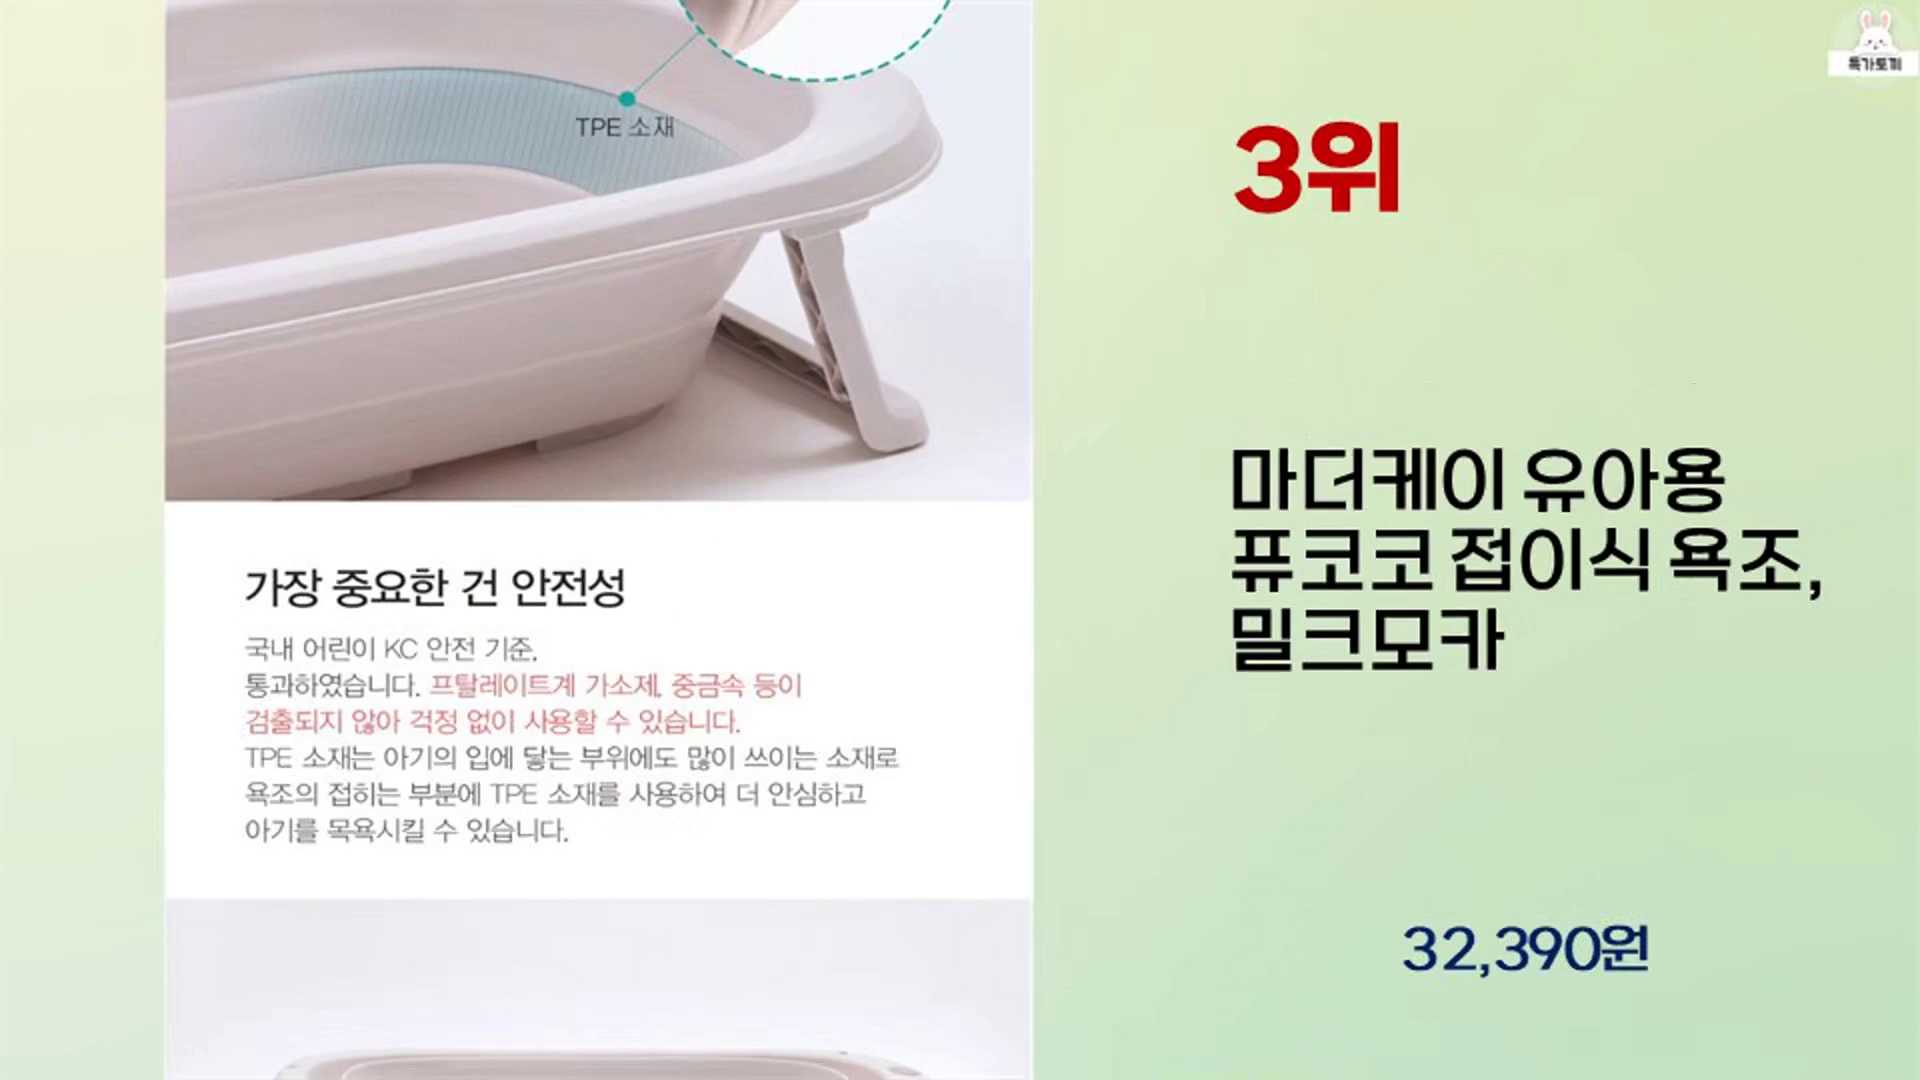 특가토끼
3위
TPE 소재
마더케이 유아용
퓨코코 접이식 욕조,
밀크모카
가장 중요한 건 안전성
국내 어린이 KC 안전 기준,
통과하였습니다. 프탈레이트계 가소제, 중금속 등이
검출되지 않아 걱정 없이 사용할 수 있습니다.
TPE 소재는 아기의 입에 닿는 부위에도 많이 쓰이는 소재로
욕조의 접히는 부분에 TPE 소재를 사용하여 더 안심하고
아기를 목욕시킬 수 있습니다.
32,390원